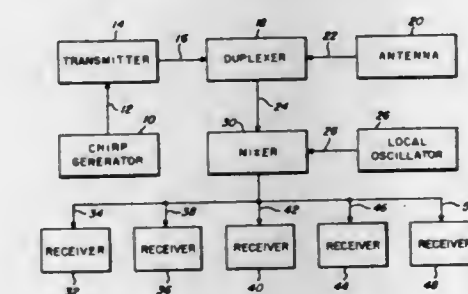 14 16 18 22 20
TRANSMITTER DUPLEXER ANTENNA
12 10 24 30 26
CHIRP GENERATOR MIXER 28 LOCAL OSCILLATOR
34 38 42 46
RECEIVER RECEIVER RECEIVER RECEIVER RECEIVER
32 36 40 44 48